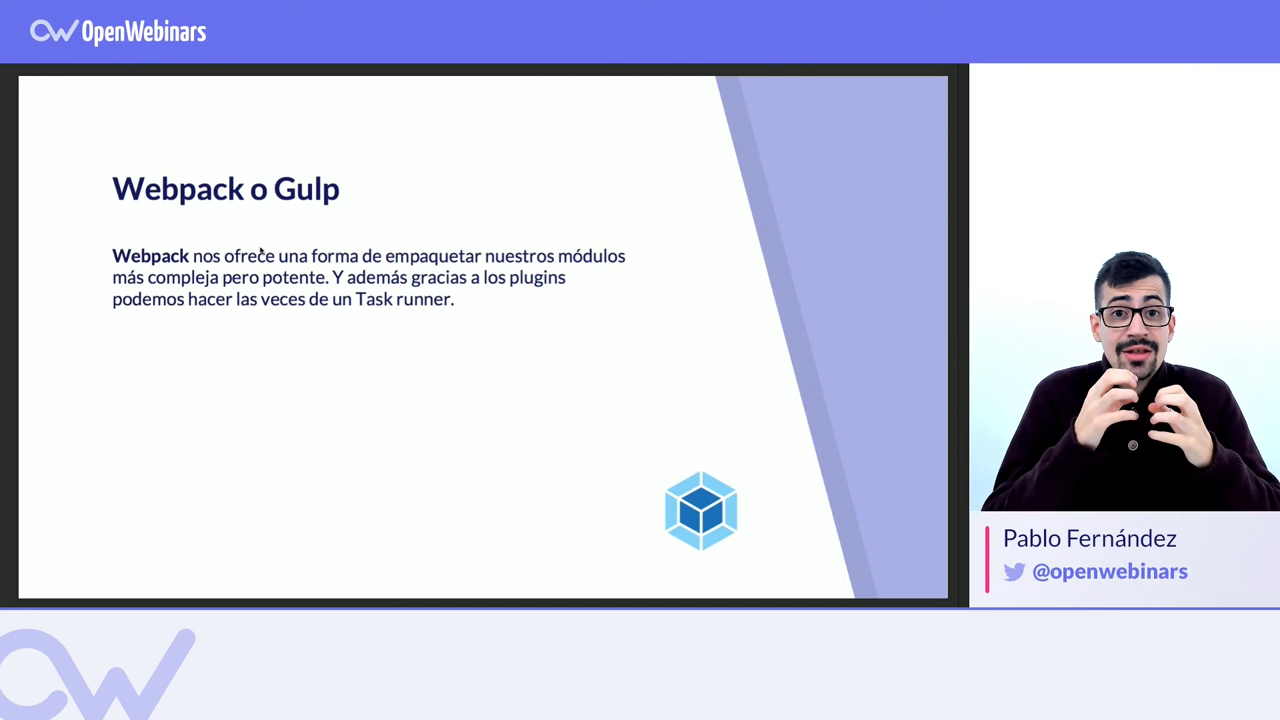 OpenWebinars
Webpack o Gulp
Webpack nos ofrece una forma de empaquetar nuestros módulos
más compleja pero potente. Y además gracias a los plugins
podemos hacer las veces de un Task runner.
Pablo Fernández
@openwebinars